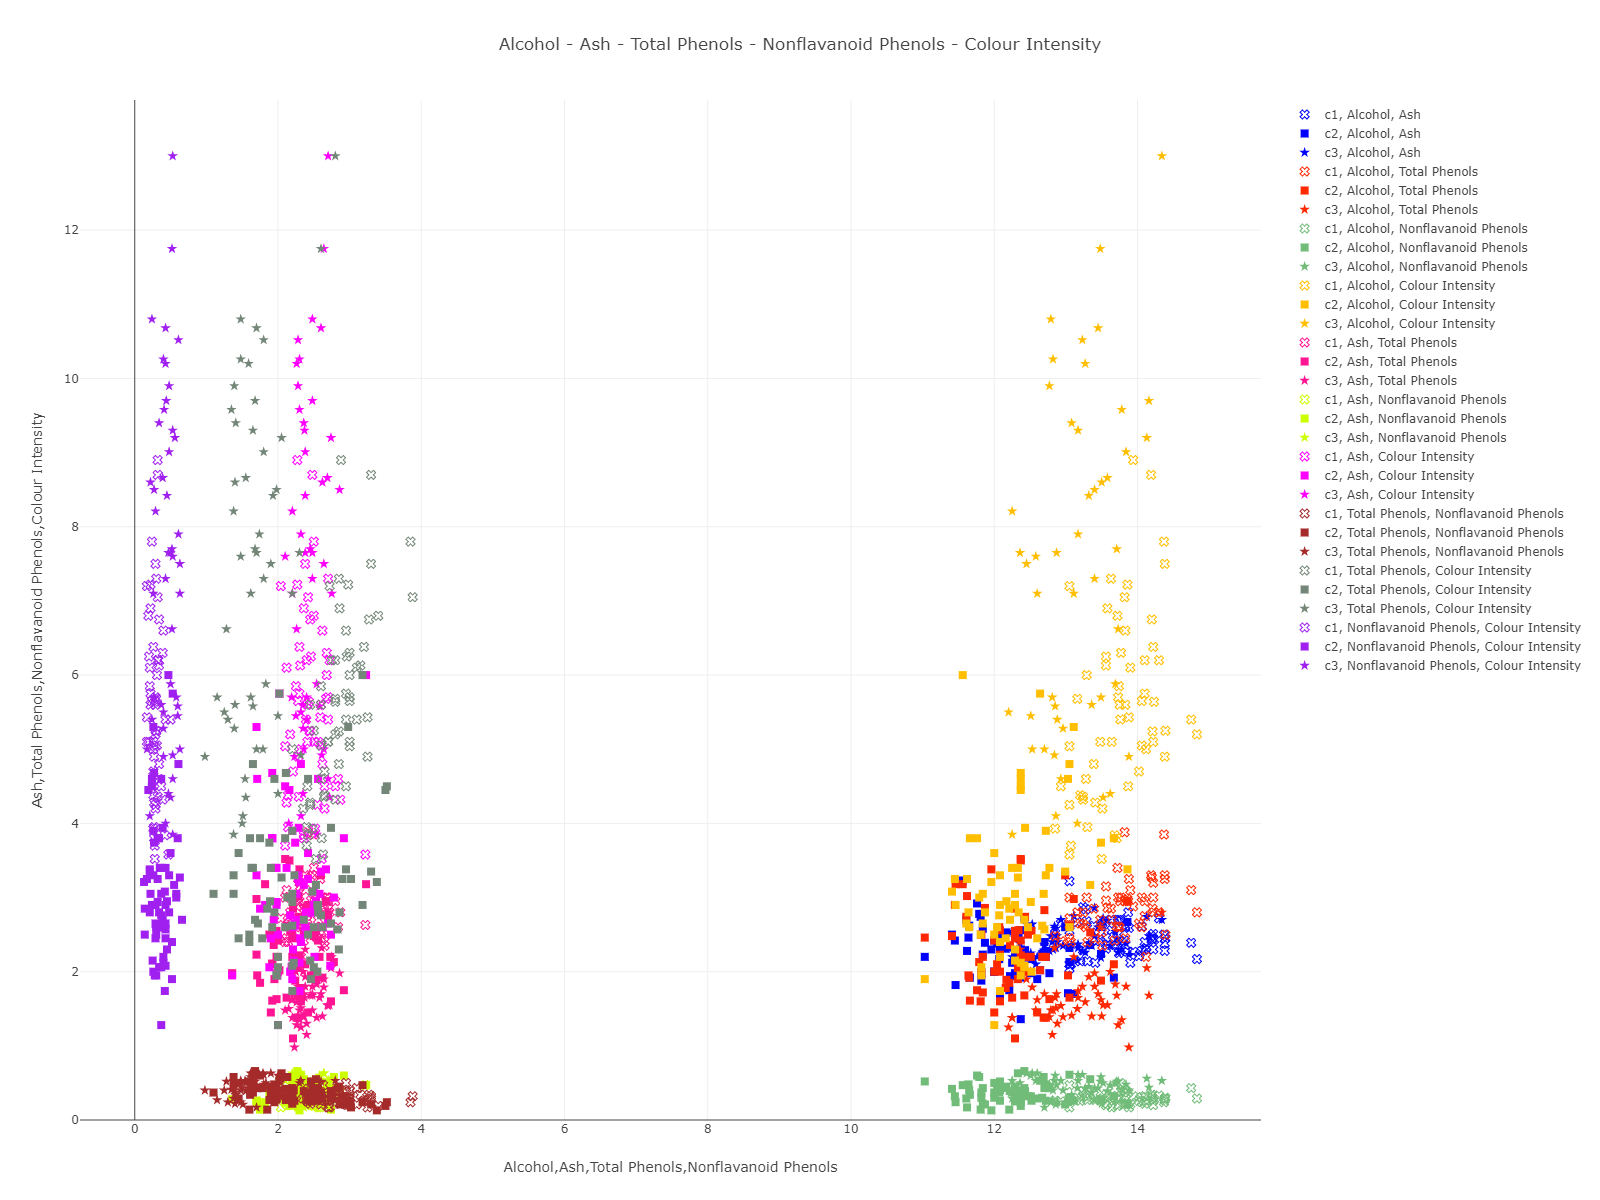 Alcohol - Ash - Total Phenols - Nonflavanoid Phenols - Colour Intensity
Ash,Total Phenols,Nonflavanoid Phenols,Colour Intensity
12
10
8
6
4
2
0
0 2 4 6 8 10 12 14
Alcohol,Ash,Total Phenols,Nonflavanoid Phenols
c1, Alcohol, Ash
c2, Alcohol, Ash
c3, Alcohol, Ash
c1, Alcohol, Total Phenols
c2, Alcohol, Total Phenols
c3, Alcohol, Total Phenols
c1, Alcohol, Nonflavanoid Phenols
c2, Alcohol, Nonflavanoid Phenols
c3, Alcohol, Nonflavanoid Phenols
c1, Alcohol, Colour Intensity
c2, Alcohol, Colour Intensity
c3, Alcohol, Colour Intensity
c1, Ash, Total Phenols
c2, Ash, Total Phenols
c3, Ash, Total Phenols
c1, Ash, Nonflavanoid Phenols
c2, Ash, Nonflavanoid Phenols
c3, Ash, Nonflavanoid Phenols
c1, Ash, Colour Intensity
c2, Ash, Colour Intensity
c3, Ash, Colour Intensity
c1, Total Phenols, Nonflavanoid Phenols
c2, Total Phenols, Nonflavanoid Phenols
c3, Total Phenols, Nonflavanoid Phenols
c1, Total Phenols, Colour Intensity
c2, Total Phenols, Colour Intensity
c3, Total Phenols, Colour Intensity
c1, Nonflavanoid Phenols, Colour Intensity
c2, Nonflavanoid Phenols, Colour Intensity
c3, Nonflavanoid Phenols, Colour Intensity